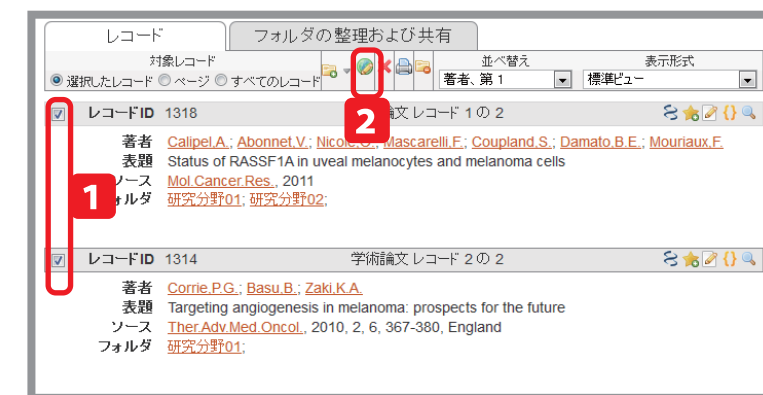 レコード フォルダの整理および共有
対象レコード 並べ替え 表示形式
選択したレコード ページ すべてのレコード 著者、第 1 標準ビュー
2
レコードID 1318 論文 レコード 1 の 2
著者 Calipel,A.; Abonnet,V.; Mascarelli,F.; Coupland,S.; Damato,B.E.; Mouriaux,F.
表題 Status of RASSF1A in uveal melanocytes and melanoma cells
1
ソース Mol.Cancer.Res., 2011
フォルダ 研究分野01; 研究分野02;
レコードID 1314 学術論文 レコード 2 の 2
著者 Corrie,P.G.; Basu,B.; Zaki,K.A.
表題 Targeting angiogenesis in melanoma: prospects for the future
ソース Ther.Adv.Med.Oncol., 2010, 2, 6, 367-380, England
フォルダ 研究分野01;